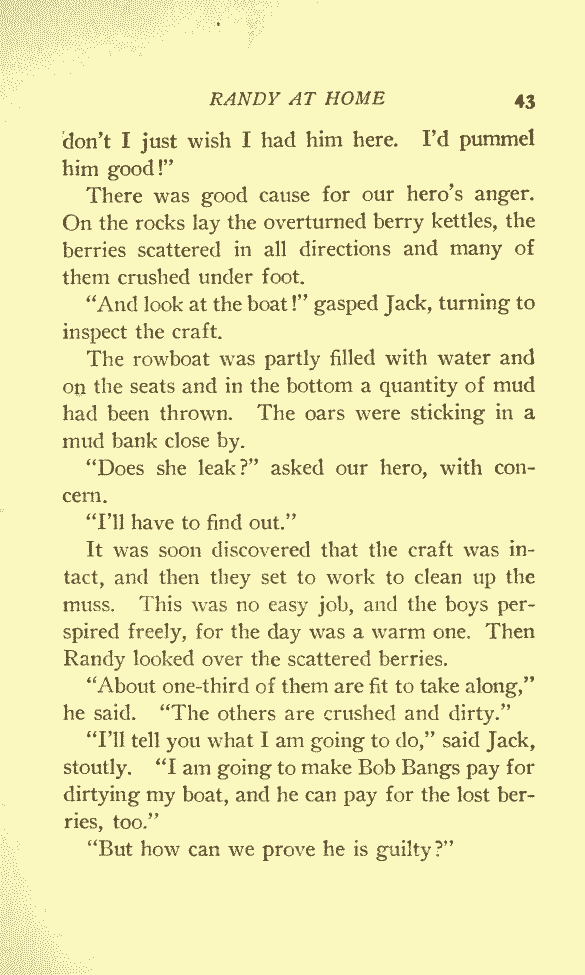 RANDY AT HOME 43
don't I just wish I had him here. I'd pummel
him good!"
There was good cause for our hero's anger.
On the rocks lay the overturned berry kettles, the
berries scattered in all directions and many of
them crushed under foot.
"And look at the boat!" gasped Jack, turning to
inspect the craft.
The rowboat was partly filled with water and
on the seats and in the bottom a quantity of mud
had been thrown. The oars were sticking in a
mud bank close by.
"Does she leak?" asked our hero, with con-
cern.
"I'll have to find out."
It was soon discovered that the craft was in-
tact, and then they set to work to clean up the
muss. This was no easy job, and the boys per-
spired freely, for the day was a warm one. Then
Randy looked over the scattered berries.
"About one-third of them are fit to take along,"
he said. "The others are crushed and dirty."
"I'll tell you what I am going to do," said Jack,
stoutly. "I am going to make Bob Bangs pay for
dirtying my boat, and he can pay for the lost ber-
ries, too."
"But how can we prove he is guilty?"